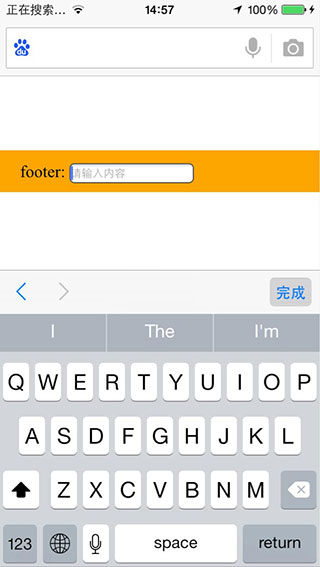 正在搜索... 14:57 100%
du
footer: 请输入内容
完成
I The I'm
Q W E R T Y U I O P
A S D F G H J K L
Z X C V B N M
123 space return